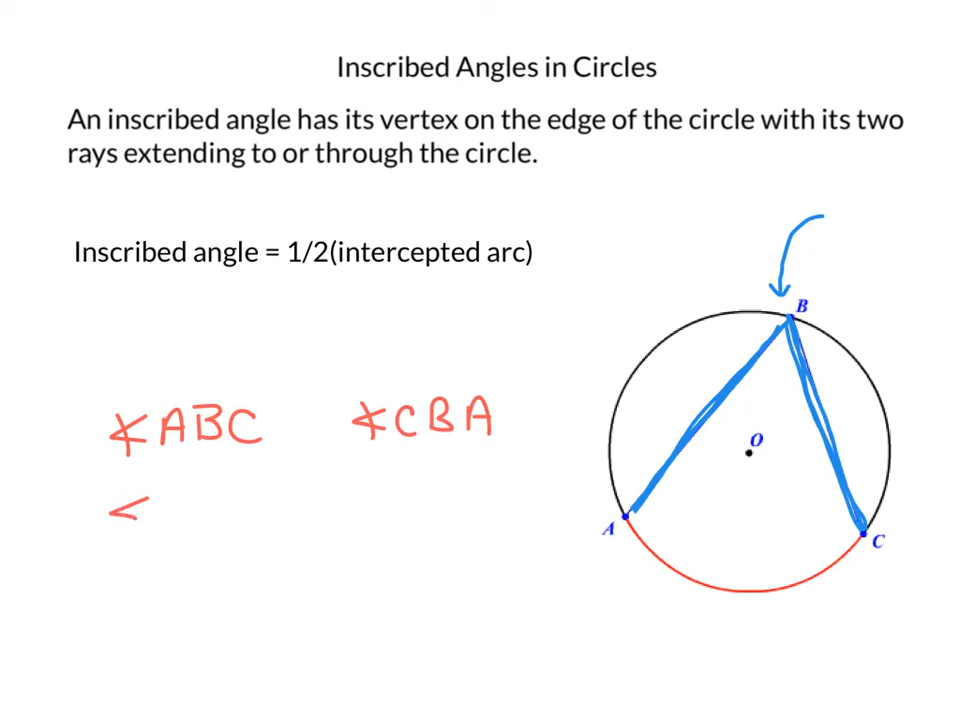 Inscribed Angles in Circles
An inscribed angle has its vertex on the edge of the circle with its two
rays extending to or through the circle.
Inscribed angle = 1/2(intercepted arc)
B
∡ABC ∡CBA
O
<
A
C